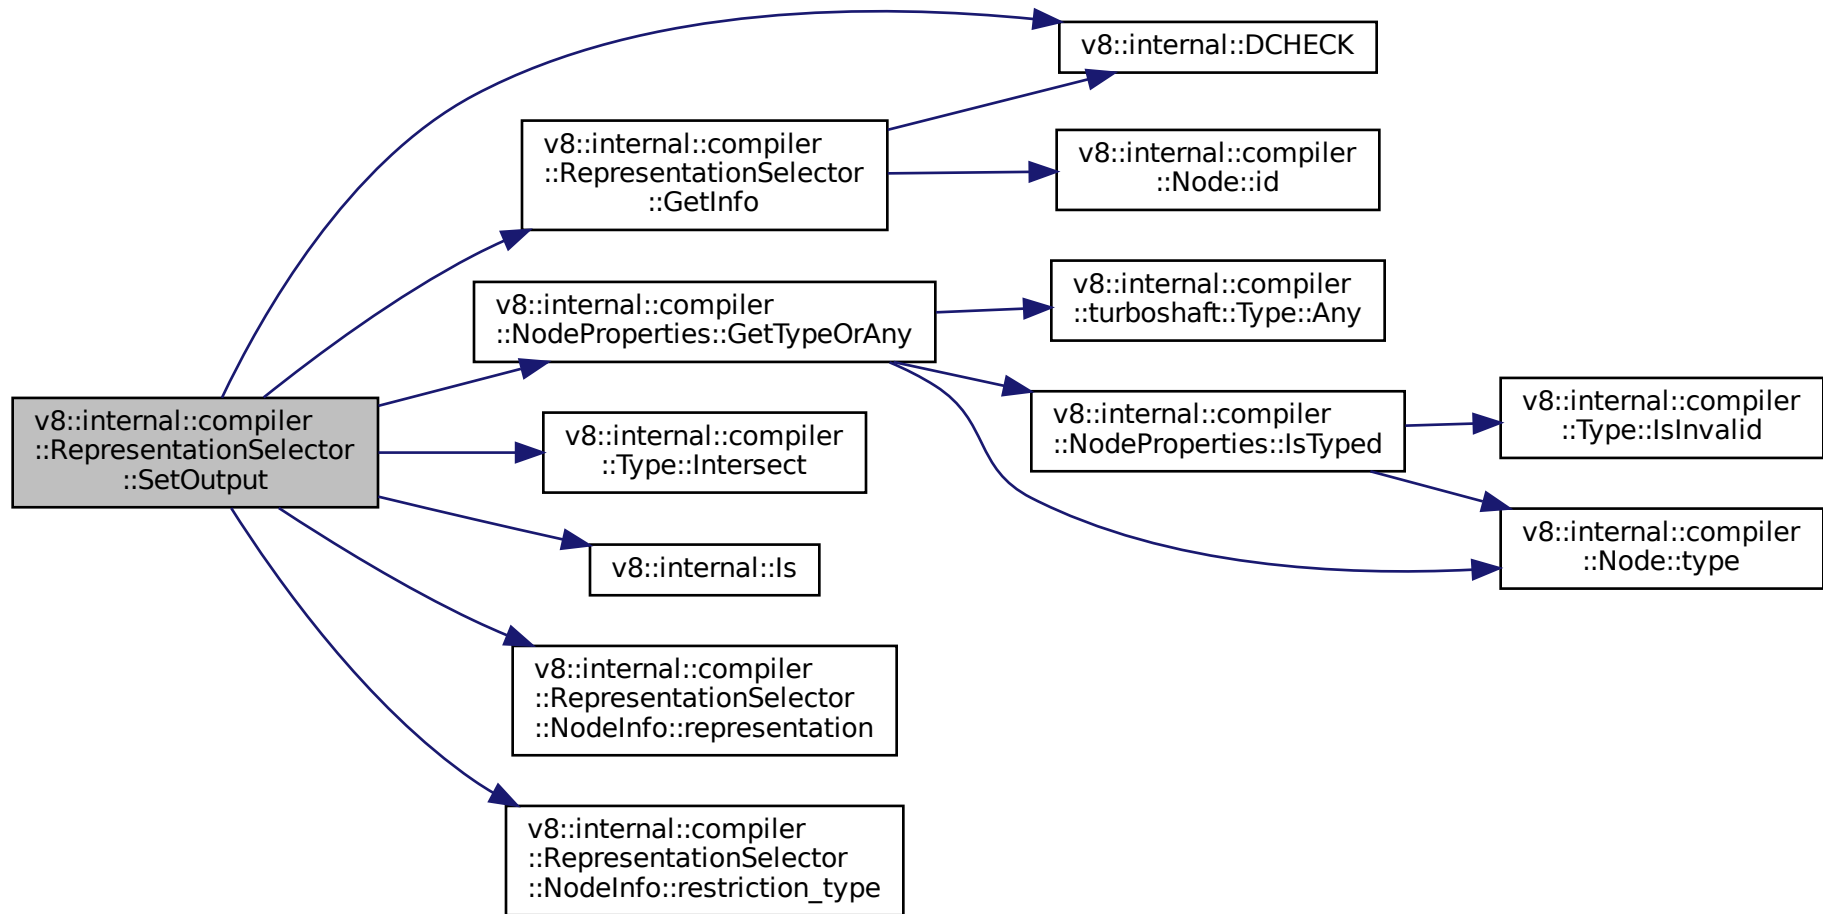 v8::internal::compiler
::RepresentationSelector
::SetOutput
v8::internal::DCHECK
v8::internal::compiler
::RepresentationSelector
::GetInfo
v8::internal::compiler
::Node::id
v8::internal::compiler
::NodeProperties::GetTypeOrAny
v8::internal::compiler
::turboshaft::Type::Any
v8::internal::compiler
::NodeProperties::IsTyped
v8::internal::compiler
::Type::IsInvalid
v8::internal::compiler
::Node::type
v8::internal::compiler
::Type::Intersect
v8::internal::Is
v8::internal::compiler
::RepresentationSelector
::NodeInfo::representation
v8::internal::compiler
::RepresentationSelector
::NodeInfo::restriction_type